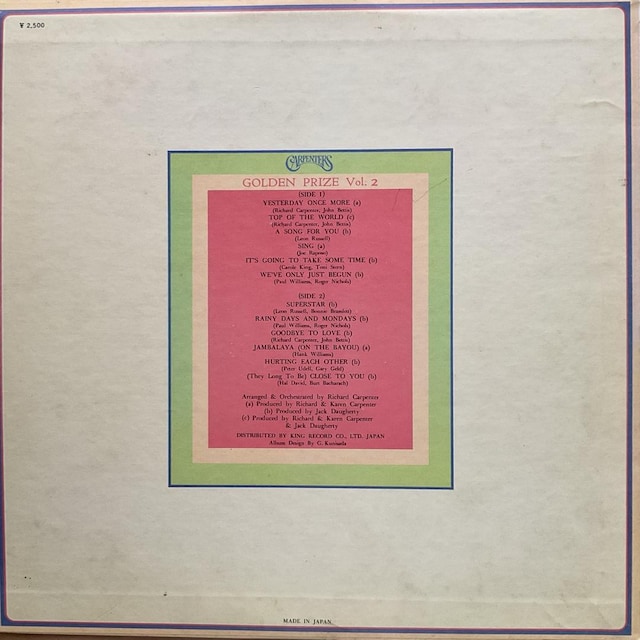 ¥ 2,500
CARPENTERS
GOLDEN PRIZE Vol. 2
(SIDE 1)
YESTERDAY ONCE MORE (a)
(Richard Carpenter, John Bettis)
TOP OF THE WORLD (c)
(Richard Carpenter, John Bettis)
A SONG FOR YOU (b)
(Leon Russell)
SING (a)
(Joe Raposo)
IT'S GOING TO TAKE SOME TIME (b)
(Carole King, Toni Stern)
WE'VE ONLY JUST BEGUN (b)
(Paul Williams, Roger Nichols)
(SIDE 2)
SUPERSTAR (b)
(Leon Russell, Bonnie Bramlett)
RAINY DAYS AND MONDAYS (b)
(Paul Williams, Roger Nichols)
GOODBYE TO LOVE (b)
(Richard Carpenter, John Bettis)
JAMBALAYA (ON THE BAYOU) (a)
(Hank Williams)
HURTING EACH OTHER (b)
(Peter Udell, Gary Geld)
(They Long To Be) CLOSE TO YOU (b)
(Hal David, Burt Bacharach)
Arranged & Orchestrated by Richard Carpenter
(a) Produced by Richard & Karen Carpenter
(b) Produced by Jack Daugherty
(c) Produced by Richard & Karen Carpenter
& Jack Daugherty
DISTRIBUTED BY KING RECORD CO., LTD. JAPAN
Album Design By G.
MADE IN JAPAN